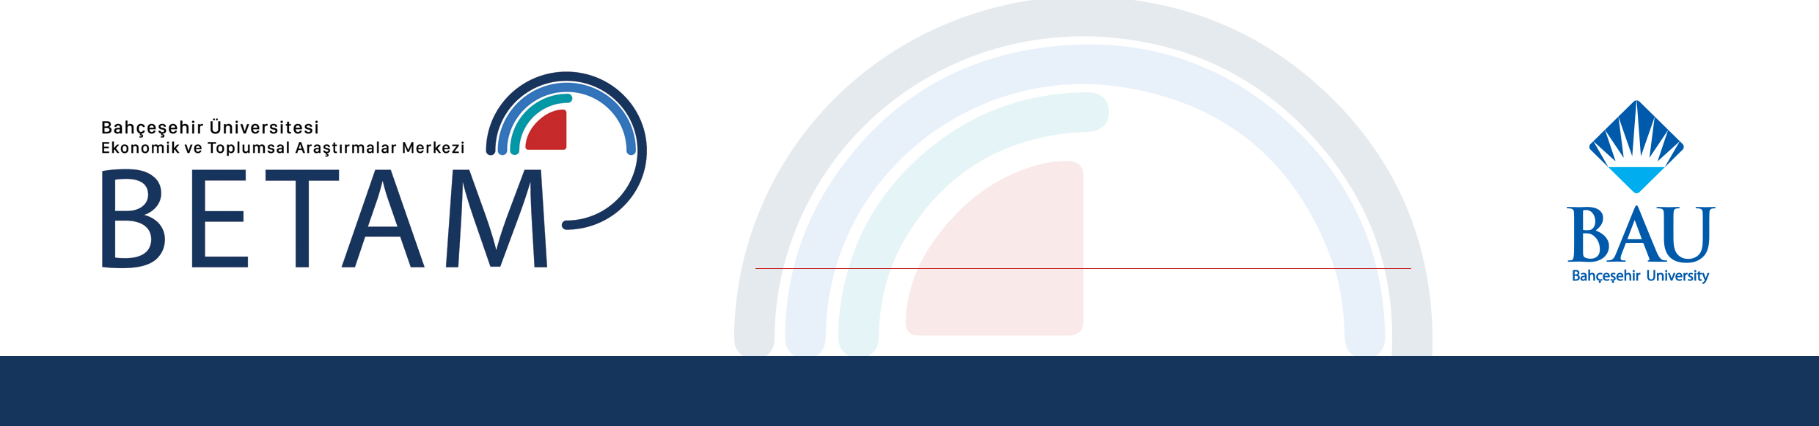 Bahçeşehir Üniversitesi
Ekonomik ve Toplumsal Araştırmalar Merkezi
BETAM
BAU
Bahçeşehir University